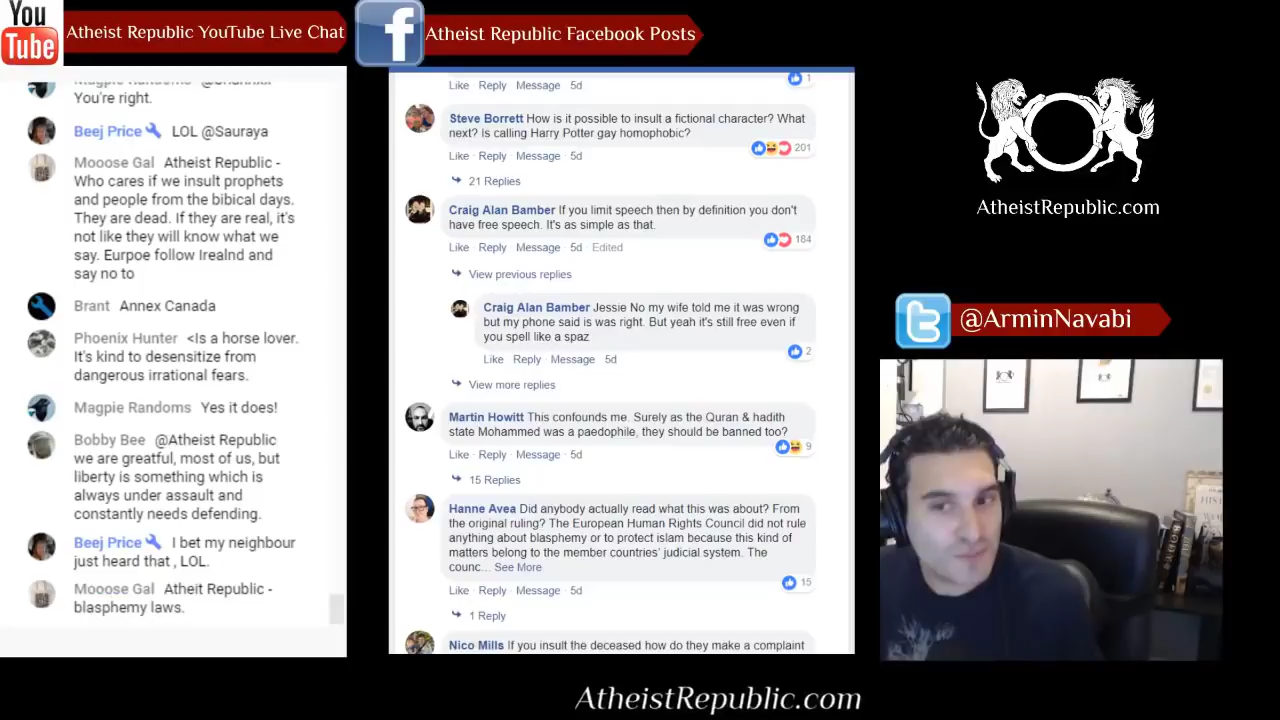 You
Tube
Atheist Republic YouTube Live Chat
f
Atheist Republic Facebook Posts
You're right.
Beej Price LOL @Sauraya
Mooose Gal Atheist Republic -
Who cares if we insult prophets
and people from the bibical days.
They are dead. If they are real, it's
not like they will know what we
say. Eurpoe follow Irealnd and
say no to
Brant Annex Canada
Phoenix Hunter <Is a horse lover.
It's kind to desensitize from
dangerous irrational fears.
Magpie Randoms Yes it does!
Bobby Bee @Atheist Republic
we are greatful, most of us, but
liberty is something which is
always under assault and
constantly needs defending.
Beej Price I bet my neighbour
just heard that , LOL.
Mooose Gal Atheit Republic -
blasphemy laws.
Like Reply Message 5d
1
Steve Borrett How is it possible to insult a fictional character? What
next? Is calling Harry Potter gay homophobic?
201
Like Reply Message 5d
21 Replies
Craig Alan Bamber If you limit speech then by definition you don't
have free speech. It's as simple as that.
184
Like Reply Message 5d Edited
View previous replies
Craig Alan Bamber Jessie No my wife told me it was wrong
but my phone said is was right. But yeah it's still free even if
you spell like a spaz
2
Like Reply Message 5d
View more replies
Martin Howitt This confounds me. Surely as the Quran & hadith
state Mohammed was a paedophile, they should be banned too?
9
Like Reply Message 5d
15 Replies
Hanne Avea Did anybody actually read what this was about? From
the original ruling? The European Human Rights Council did not rule
anything about blasphemy or to protect islam because this kind of
matters belong to the member countries' judicial system. The
counc... See More
15
Like Reply Message 5d
1 Reply
Nico Mills If you insult the deceased how do they make a complaint
AtheistRepublic.com
@ArminNavabi
AtheistRepublic.com